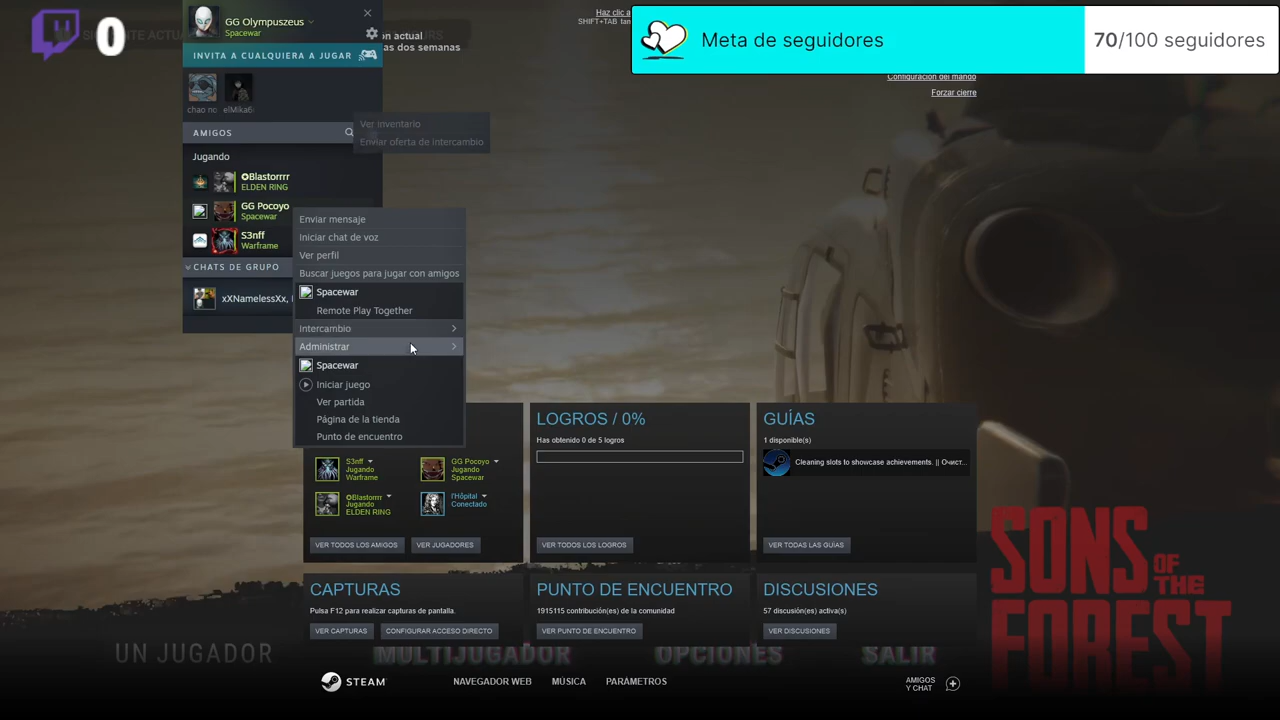 0
GG Olympuszeus
Spacewar
INVITA A CUALQUIERA A JUGAR
chao no
elMika6
AMIGOS
Jugando
✪Blastorrrr
ELDEN RING
GG Pocoyo
Spacewar
S3nff
Warframe
CHATS DE GRUPO
xXNamelessXx,
ón actual
as dos semanas
Ver inventario
Enviar oferta de intercambio
Enviar mensaje
Iniciar chat de voz
Ver perfil
Buscar juegos para jugar con amigos
Spacewar
Remote Play Together
Intercambio
Administrar
Spacewar
Iniciar juego
Ver partida
Página de la tienda
Punto de encuentro
Haz clic a
SHIFT+TAB tam
Meta de seguidores
70/100 seguidores
Configuración del mando
Forzar cierre
S3nff
Jugando
Warframe
GG Pocoyo
Jugando
Spacewar
✪Blastorrrr
Jugando
ELDEN RING
l'Hôpital
Conectado
VER TODOS LOS AMIGOS
VER JUGADORES
LOGROS / 0%
Has obtenido 0 de 5 logros
VER TODOS LOS LOGROS
GUÍAS
1 disponible(s)
Cleaning slots to showcase achievements. || Очист...
VER TODAS LAS GUÍAS
CAPTURAS
Pulsa F12 para realizar capturas de pantalla.
VER CAPTURAS
CONFIGURAR ACCESO DIRECTO
PUNTO DE ENCUENTRO
1915115 contribución(es) de la comunidad
VER PUNTO DE ENCUENTRO
DISCUSIONES
57 discusión(es) activa(s)
VER DISCUSIONES
SONS
OF THE
FOREST
UN JUGADOR
MULTIJUGADOR
OPCIONES
SALIR
STEAM
NAVEGADOR WEB
MÚSICA
PARÁMETROS
AMIGOS
Y CHAT